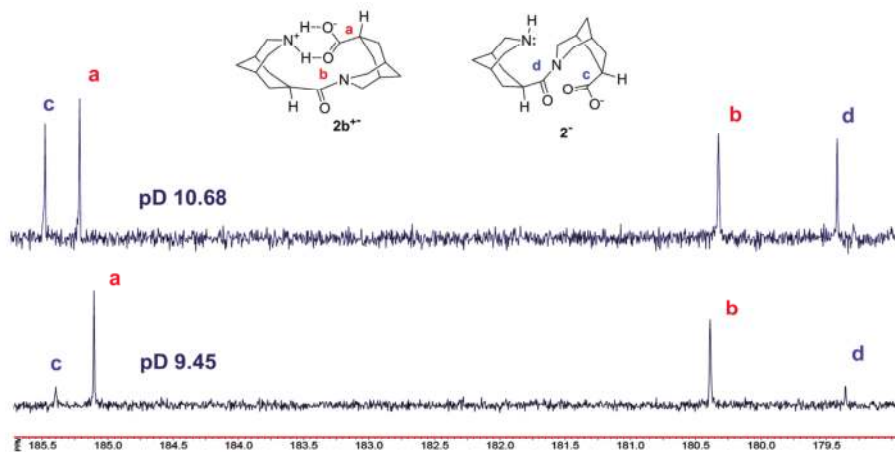 H O⁻ a H
N⁺ H O
b N
H O
2b⁺⁻
H
N:
d N c H
H O O
O⁻
2⁻
c a b d
pD 10.68
a b
c pD 9.45 d
185.5 185.0 184.5 184.0 183.5 183.0 182.5 182.0 181.5 181.0 180.5 180.0 179.5